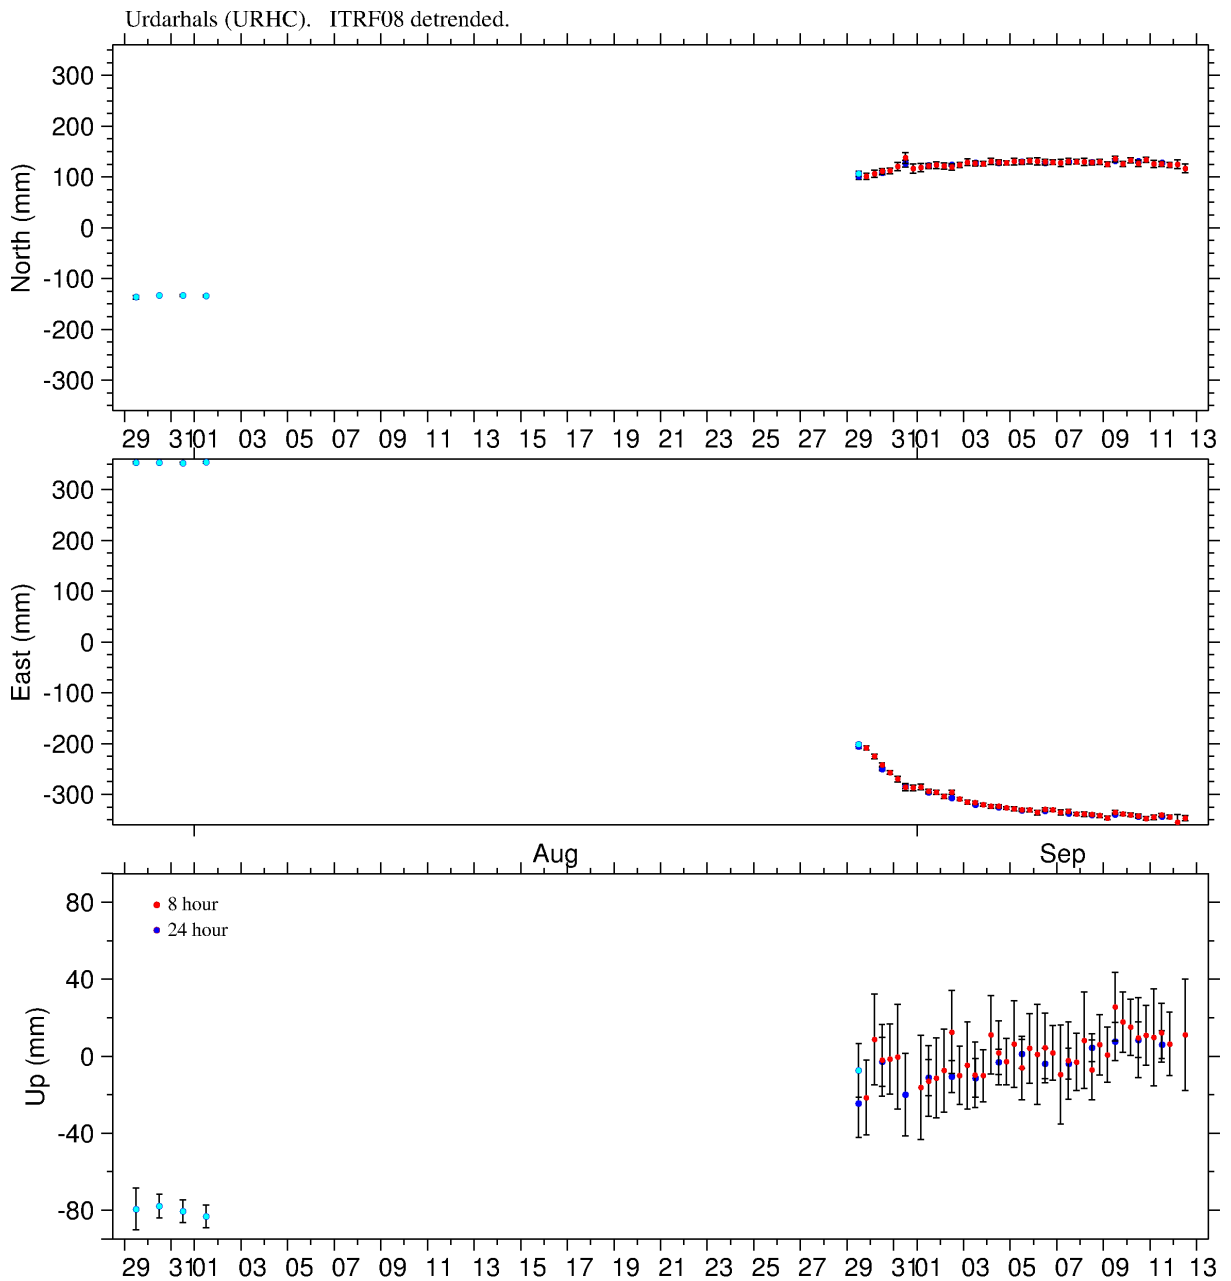 Urdarhals (URHC). ITRF08 detrended.
300
200
100
0
-100
-200
-300
North (mm)
29 31 01 03 05 07 09 11 13 15 17 19 21 23 25 27 29 31 01 03 05 07 09 11 13
300
200
100
0
-100
-200
-300
East (mm)
Aug Sep
80
40
0
-40
-80
Up (mm)
8 hour
24 hour
29 31 01 03 05 07 09 11 13 15 17 19 21 23 25 27 29 31 01 03 05 07 09 11 13